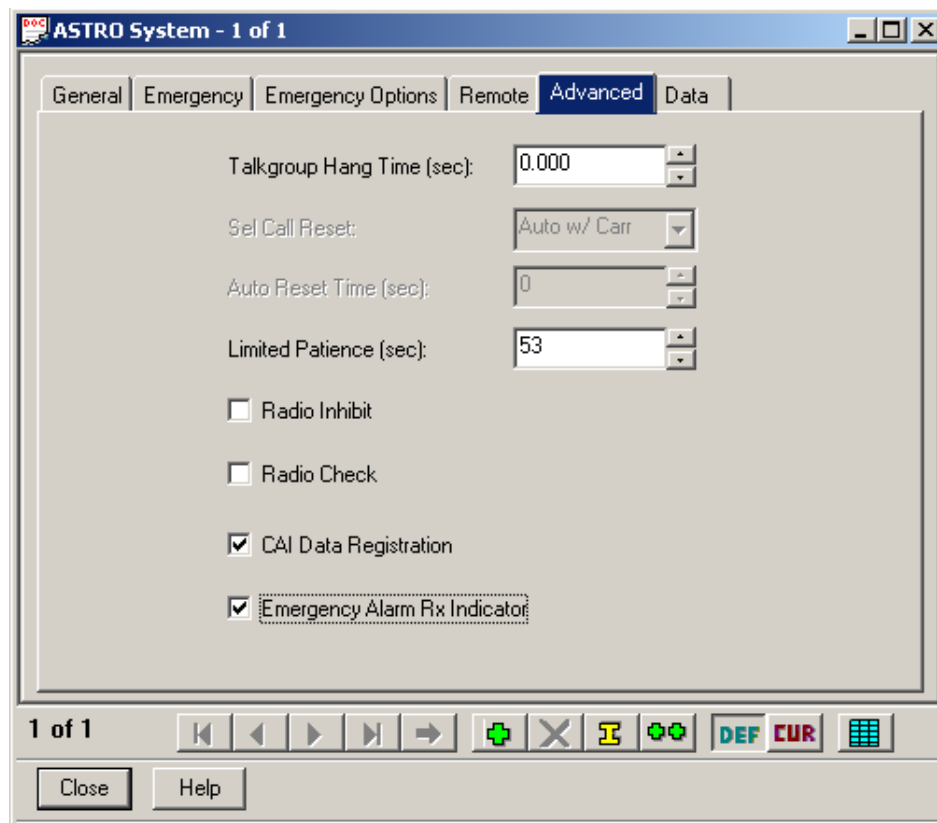 DOC
ASTRO System - 1 of 1
General Emergency Emergency Options Remote Advanced Data
Talkgroup Hang Time (sec): 0.000
Sel Call Reset: Auto w/ Carr
Auto Reset Time (sec): 0
Limited Patience (sec): 53
Radio Inhibit
Radio Check
CAI Data Registration
Emergency Alarm Rx Indicator
1 of 1 DEF CUR
Close Help